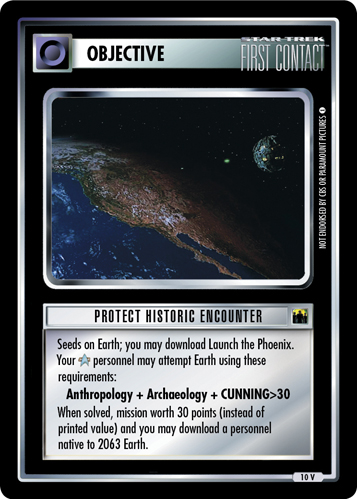 OBJECTIVE
STAR TREK
FIRST CONTACT
NOT ENDORSED BY CBS OR PARAMOUNT PICTURES
PROTECT HISTORIC ENCOUNTER
Seeds on Earth; you may download Launch the Phoenix.
Your personnel may attempt Earth using these
requirements:
Anthropology + Archaeology + CUNNING>30
When solved, mission worth 30 points (instead of
printed value) and you may download a personnel
native to 2063 Earth.
10 V